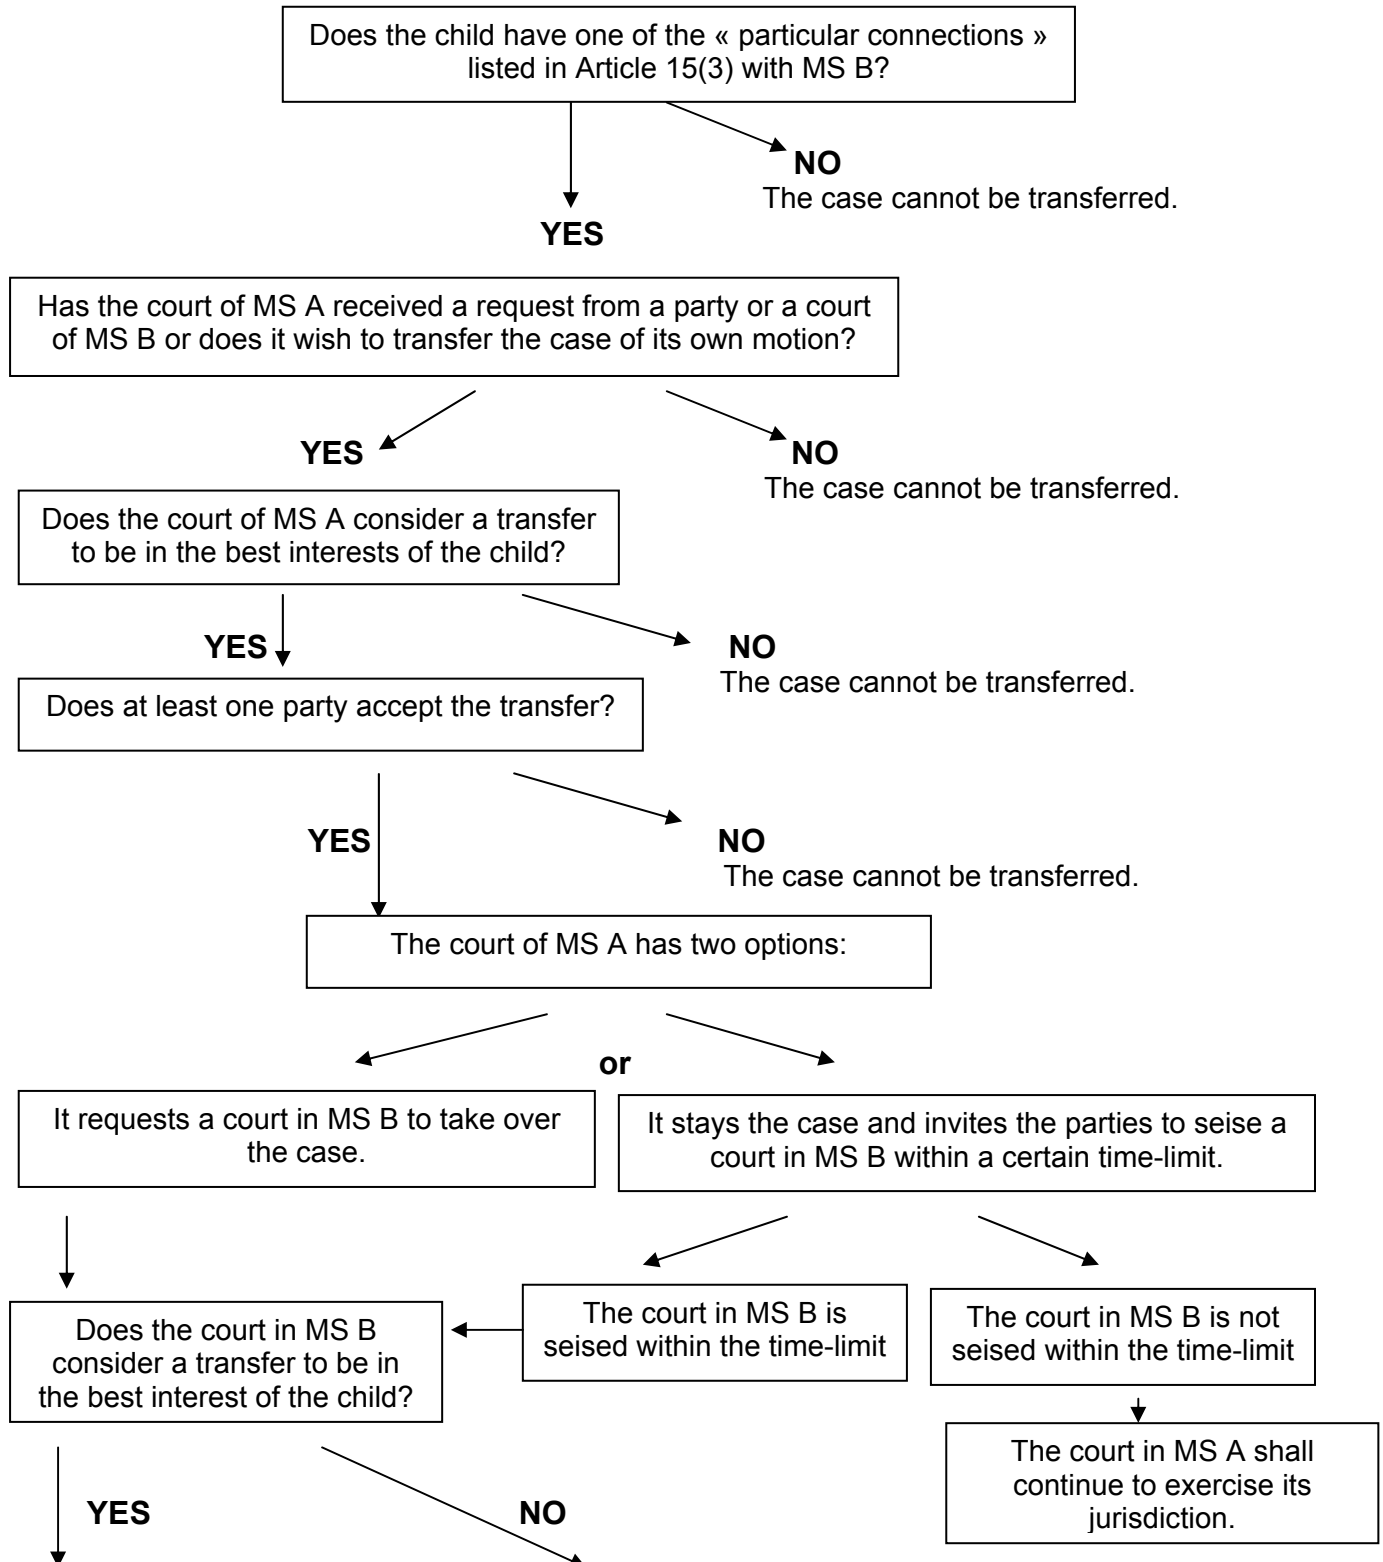 Does the child have one of the « particular connections »
listed in Article 15(3) with MS B?
NO
The case cannot be transferred.
YES
Has the court of MS A received a request from a party or a court
of MS B or does it wish to transfer the case of its own motion?
YES
NO
The case cannot be transferred.
Does the court of MS A consider a transfer
to be in the best interests of the child?
YES
NO
The case cannot be transferred.
Does at least one party accept the transfer?
YES
NO
The case cannot be transferred.
The court of MS A has two options:
or
It requests a court in MS B to take over
the case.
It stays the case and invites the parties to seise a
court in MS B within a certain time-limit.
Does the court in MS B
consider a transfer to be in
the best interest of the child?
The court in MS B is
seised within the time-limit
The court in MS B is not
seised within the time-limit
The court in MS A shall
continue to exercise its
jurisdiction.
YES
NO